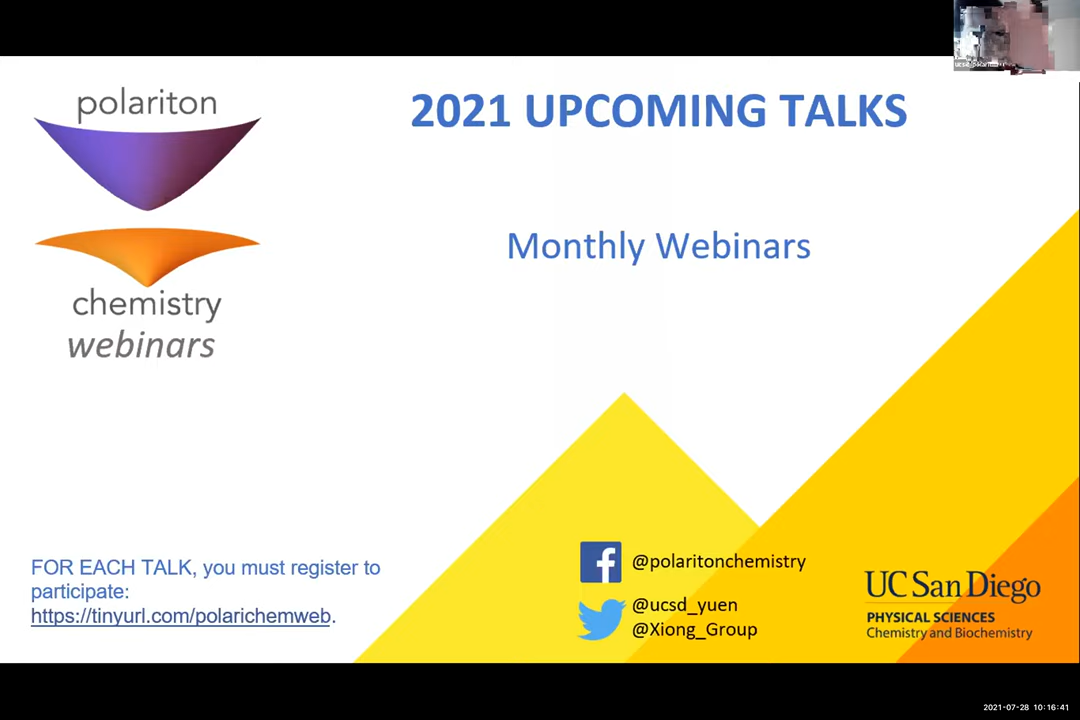 polariton
chemistry
webinars
2021 UPCOMING TALKS
Monthly Webinars
FOR EACH TALK, you must register to
participate:
https://tinyurl.com/polarichemweb.
@polaritonchemistry
@ucsd_yuen
@Xiong_Group
UC San Diego
PHYSICAL SCIENCES
Chemistry and Biochemistry
2021-07-28 10:16:41